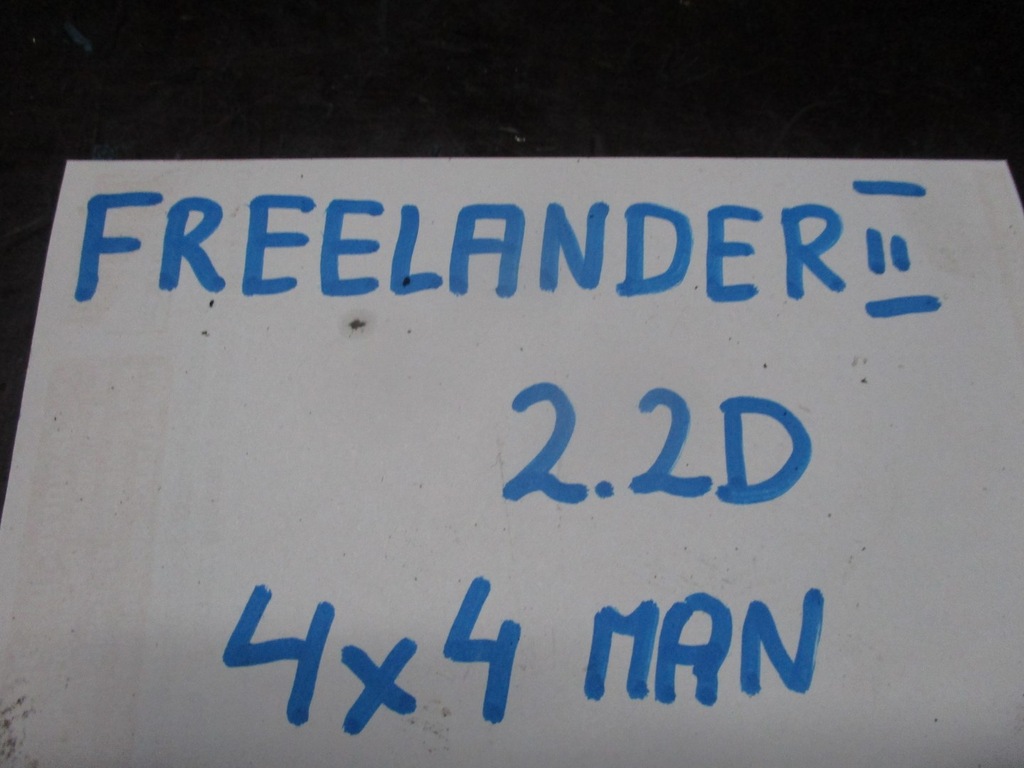 FREELANDER II
2.2D
4x4 MAN